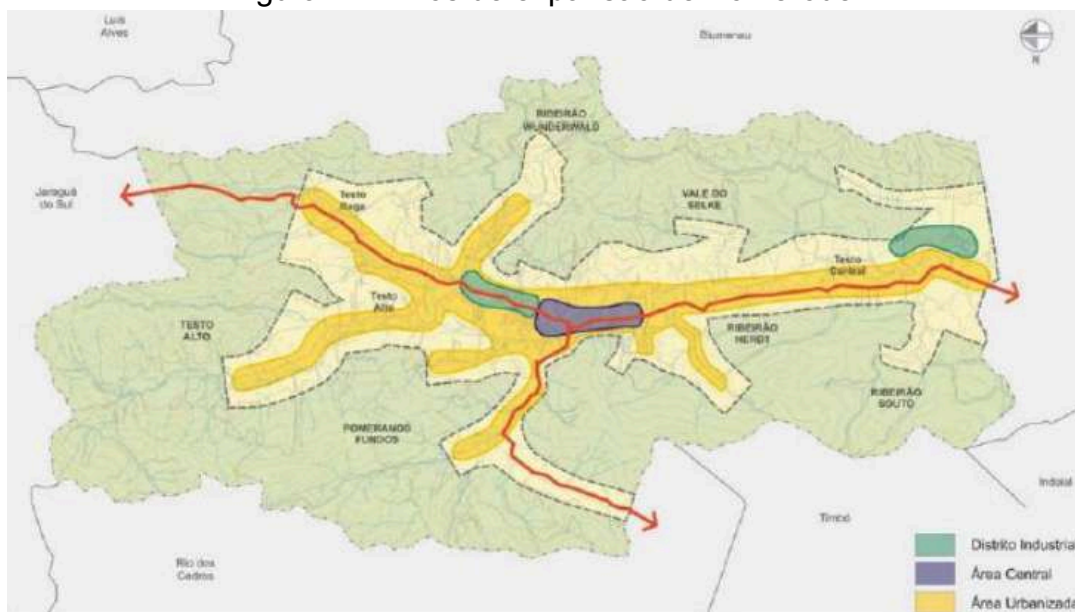 Luis
Alves
Blumenau
N
RIBEIRÃO
WUNDERWALD
Jaraguá
do Sul
Testo
Rega
VALE DO
SELKE
Testo
Central
Testo
Alto
TESTO
ALTO
RIBEIRÃO
HERDT
RIBEIRÃO
SOUTO
POMERANOS
FUNDOS
Indaial
Timbó
Rio dos
Cedros
Distrito Industrial
Área Central
Área Urbanizada